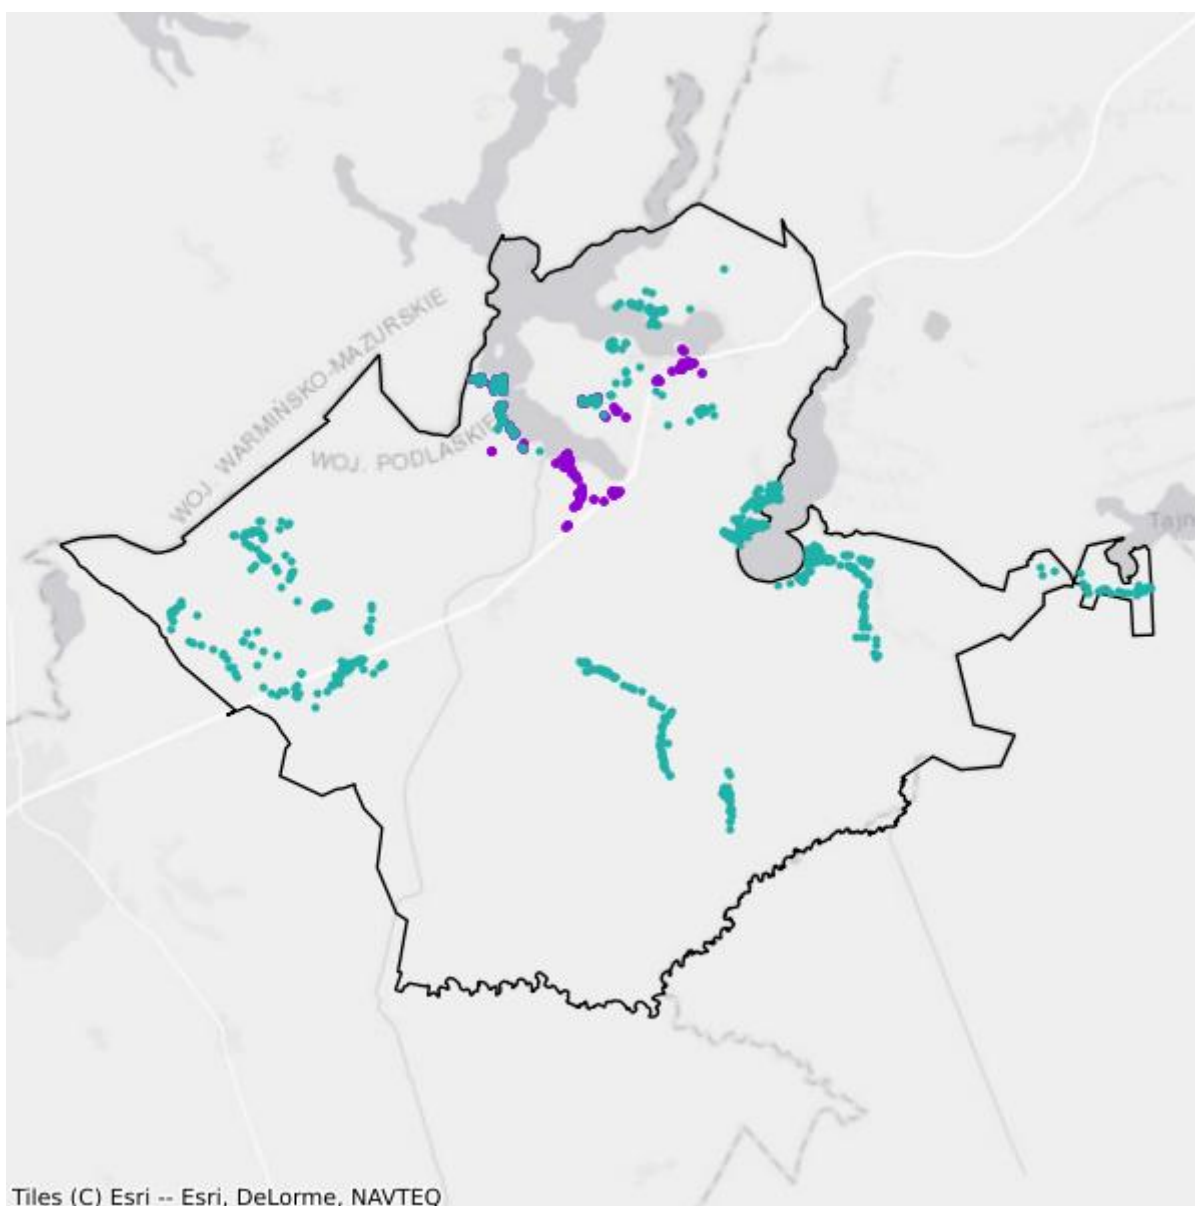 WOJ. WARMIŃSKO-MAZURSKIE
WOJ. PODLASKIE
Tajn
Tiles (C) Esri -- Esri, DeLorme, NAVTEQ